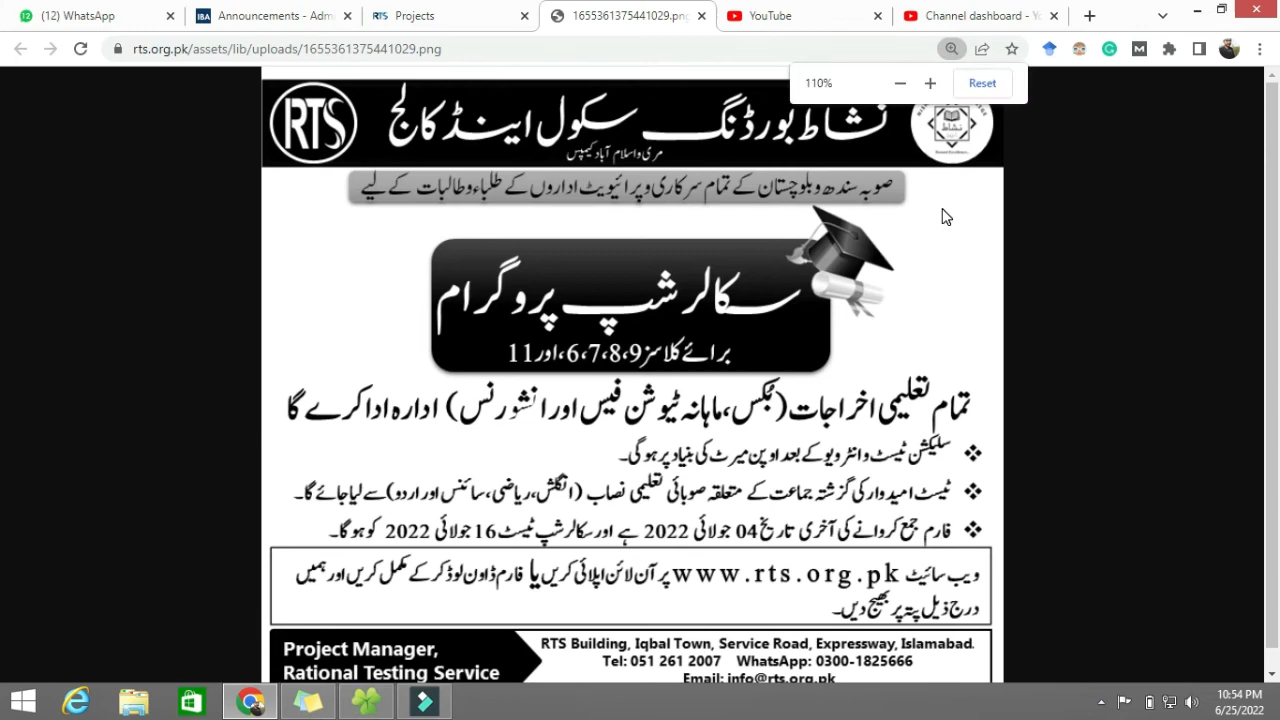 (12) WhatsApp
Announcements - Adm
Projects
1655361375441029.png
YouTube
Channel dashboard - Y
rts.org.pk/assets/lib/uploads/1655361375441029.png
110%
Reset
RTS
نشاط بورڈنگ سکول اینڈ کالج
نشاط
مری و اسلام آباد کیمپس
صوبہ سندھ و بلوچستان کے تمام سرکاری و پرائیویٹ اداروں کے طلباء و طالبات کے لیے
سکالرشپ پروگرام
برائے کلاسز 6،7،8،9، اور 11
تمام تعلیمی اخراجات (بُکس، ماہانہ ٹیوشن فیس اور انشورنس) ادارہ ادا کرے گا
❖ سلیکشن ٹیسٹ و انٹرویو کے بعد اوپن میرٹ کی بنیاد پر ہوگی۔
❖ ٹیسٹ امیدوار کی گزشتہ جماعت کے متعلقہ صوبائی تعلیمی نصاب (انگلش، ریاضی، سائنس اور اردو) سے لیا جائے گا۔
❖ فارم جمع کروانے کی آخری تاریخ 04 جولائی 2022 ہے اور سکالرشپ ٹیسٹ 16 جولائی 2022 کو ہوگا۔
ویب سائیٹ www.rts.org.pk پر آن لائن اپلائی کریں یا فارم ڈاون لوڈ کر کے مکمل کریں اور ہمیں
درج ذیل پتہ پر بھیج دیں۔
Project Manager,
Rational Testing Service
RTS Building, Iqbal Town, Service Road, Expressway, Islamabad.
Tel: 051 261 2007 WhatsApp: 0300-1825666
Email: info@rts.org.pk
10:54 PM
6/25/2022